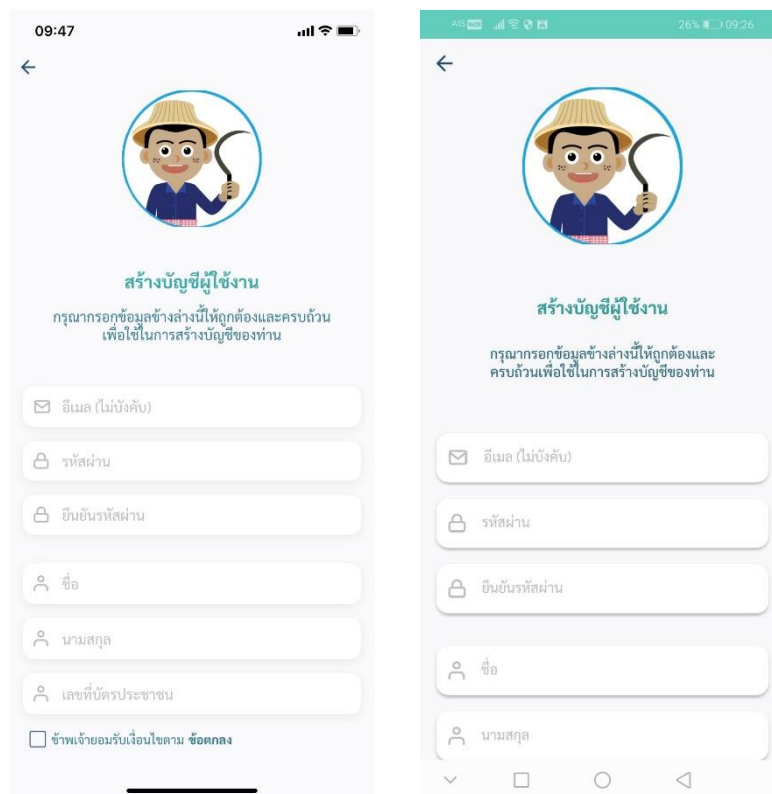 09:47
สร้างบัญชีผู้ใช้งาน
กรุณากรอกข้อมูลข้างล่างนี้ให้ถูกต้องและครบถ้วน
เพื่อใช้ในการสร้างบัญชีของท่าน
อีเมล (ไม่บังคับ)
รหัสผ่าน
ยืนยันรหัสผ่าน
ชื่อ
นามสกุล
เลขที่บัตรประชาชน
ข้าพเจ้ายอมรับเงื่อนไขตาม ข้อตกลง
AIS 26% 09:26
สร้างบัญชีผู้ใช้งาน
กรุณากรอกข้อมูลข้างล่างนี้ให้ถูกต้องและ
ครบถ้วนเพื่อใช้ในการสร้างบัญชีของท่าน
อีเมล (ไม่บังคับ)
รหัสผ่าน
ยืนยันรหัสผ่าน
ชื่อ
นามสกุล